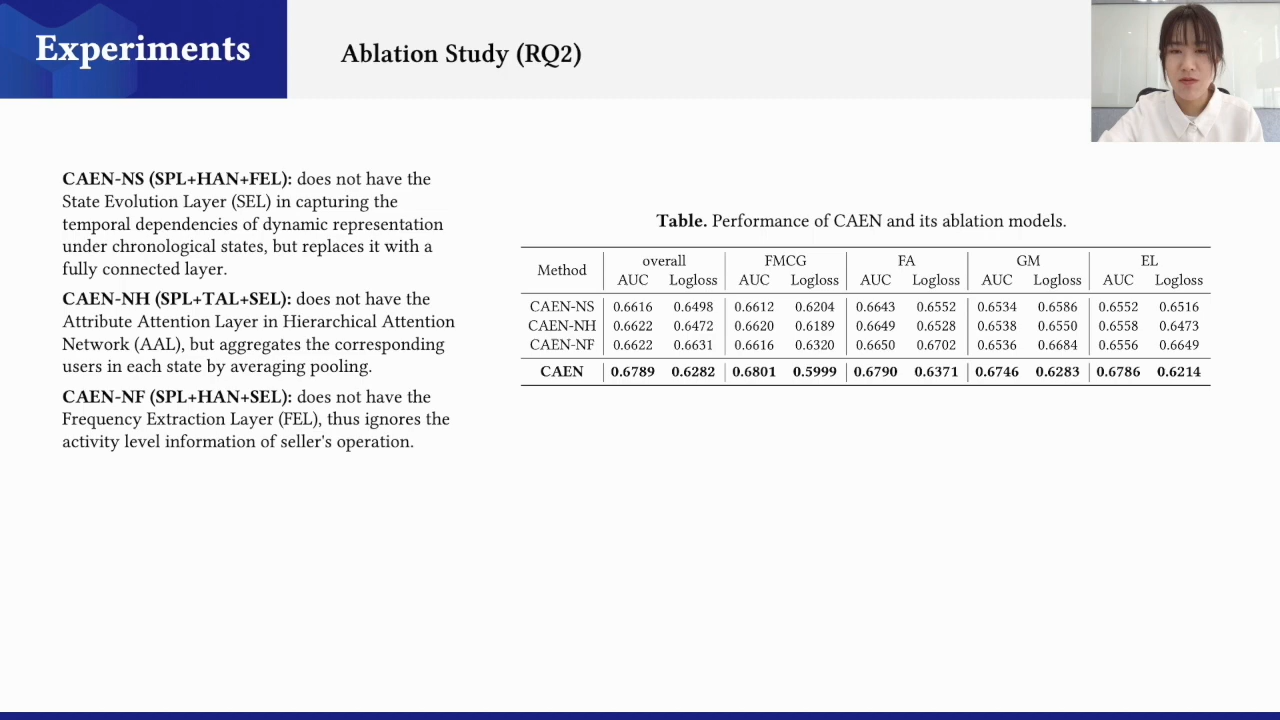 Experiments
Ablation Study (RQ2)
CAEN-NS (SPL+HAN+FEL): does not have the
State Evolution Layer (SEL) in capturing the
temporal dependencies of dynamic representation
under chronological states, but replaces it with a
fully connected layer.
CAEN-NH (SPL+TAL+SEL): does not have the
Attribute Attention Layer in Hierarchical Attention
Network (AAL), but aggregates the corresponding
users in each state by averaging pooling.
CAEN-NF (SPL+HAN+SEL): does not have the
Frequency Extraction Layer (FEL), thus ignores the
activity level information of seller's operation.
Table. Performance of CAEN and its ablation models.
Method overall FMCG FA GM EL
AUC Logloss AUC Logloss AUC Logloss AUC Logloss AUC Logloss
CAEN-NS 0.6616 0.6498 0.6612 0.6204 0.6643 0.6552 0.6534 0.6586 0.6552 0.6516
CAEN-NH 0.6622 0.6472 0.6620 0.6189 0.6649 0.6528 0.6538 0.6550 0.6558 0.6473
CAEN-NF 0.6622 0.6631 0.6616 0.6320 0.6650 0.6702 0.6536 0.6684 0.6556 0.6649
CAEN 0.6789 0.6282 0.6801 0.5999 0.6790 0.6371 0.6746 0.6283 0.6786 0.6214